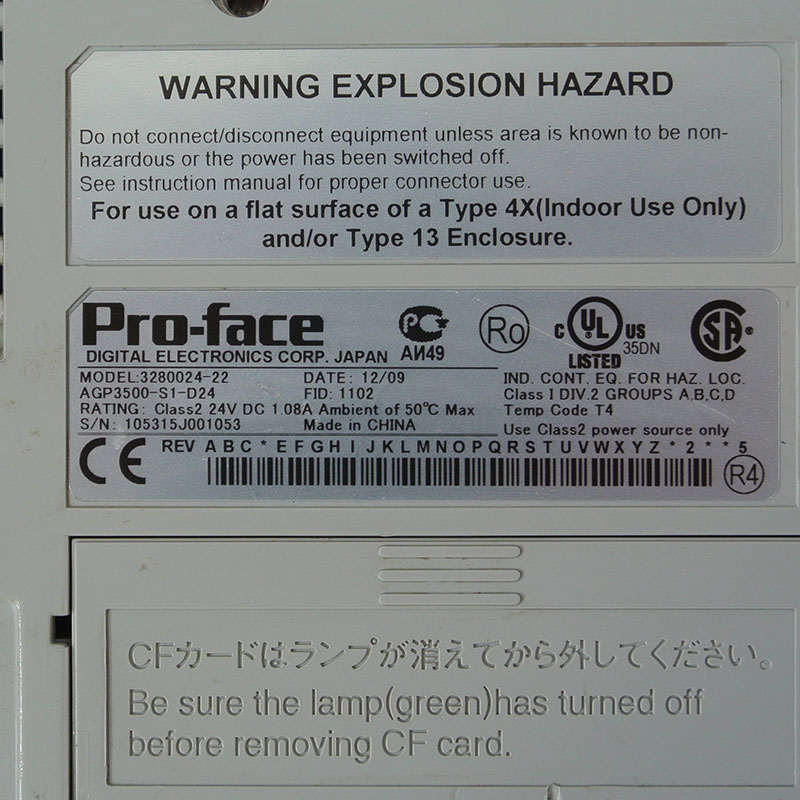 WARNING EXPLOSION HAZARD
Do not connect/disconnect equipment unless area is known to be non-
hazardous or the power has been switched off.
See instruction manual for proper connector use.
For use on a flat surface of a Type 4X(Indoor Use Only)
and/or Type 13 Enclosure.
Pro-face
DIGITAL ELECTRONICS CORP. JAPAN
РС
АИ49
Ro
C UL US
LISTED 35DN
SA
MODEL:3280024-22 DATE: 12/09 IND. CONT. EQ. FOR HAZ. LOC.
AGP3500-S1-D24 FID: 1102 Class I DIV.2 GROUPS A,B,C,D
RATING: Class2 24V DC 1.08A Ambient of 50℃ Max Temp Code T4
S/N: 105315J001053 Made in CHINA Use Class2 power source only
CE REV A B C * E F G H I J K L M N O P Q R S T U V W X Y Z * 2 * * 5
R4
CFカードはランプが消えてから外してください。
Be sure the lamp(green)has turned off
before removing CF card.